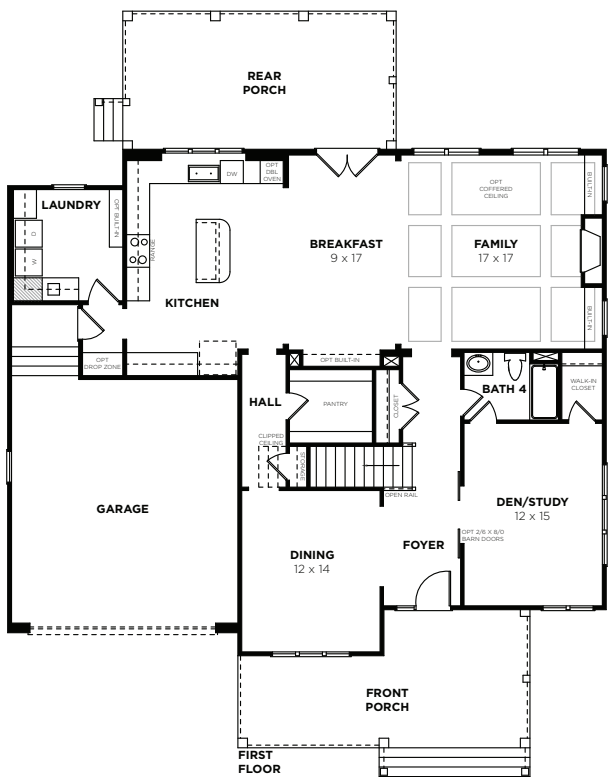 REAR
PORCH
OPT
DBL
OVEN
DW
LAUNDRY
OPT BUILT-IN
D
W
RANGE
KITCHEN
BREAKFAST
9 x 17
OPT
COFFERED
CEILING
FAMILY
17 x 17
BUILT-IN
BUILT-IN
OPT
DROP ZONE
OPT BUILT-IN
HALL
PANTRY
CLOSET
BATH 4
WALK-IN
CLOSET
CLIPPED
CEILING
STORAGE
OPEN RAIL
GARAGE
DEN/STUDY
12 x 15
OPT 2/6 X 8/0
BARN DOORS
FOYER
DINING
12 x 14
FRONT
PORCH
FIRST
FLOOR